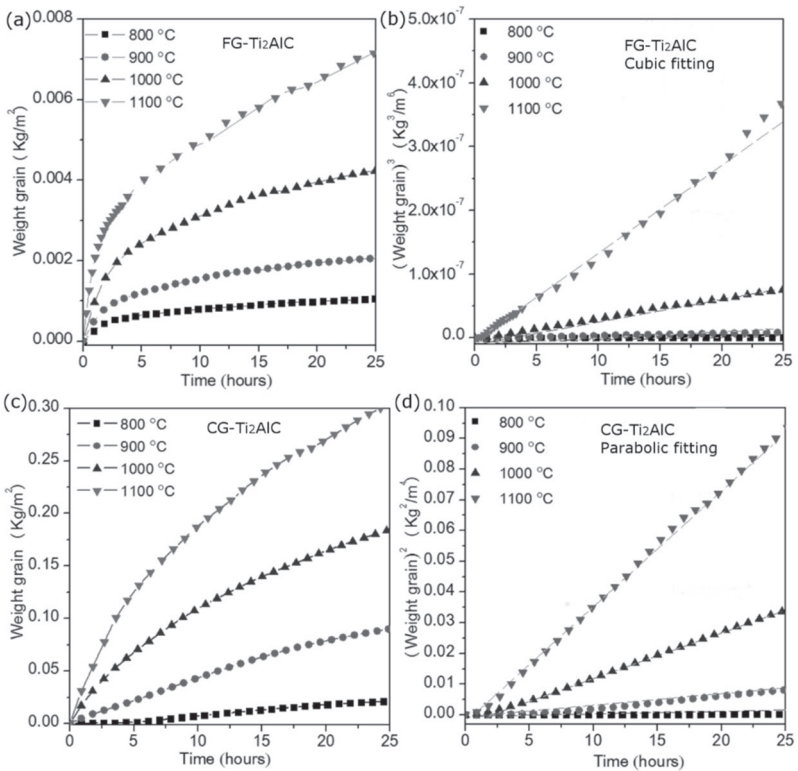 (a)
0.008
0.006
0.004
0.002
0.000
Weight grain (Kg/m²)
800 °C
900 °C
1000 °C
1100 °C
FG-Ti₂AlC
0 5 10 15 20 25
Time (hours)
(b)
5.0x10⁻⁷
4.0x10⁻⁷
3.0x10⁻⁷
2.0x10⁻⁷
1.0x10⁻⁷
0.0
(Weight grain)³ (Kg³/m⁶)
800 °C
900 °C
1000 °C
1100 °C
FG-Ti₂AlC
Cubic fitting
0 5 10 15 20 25
Time (hours)
(c)
0.30
0.25
0.20
0.15
0.10
0.05
0.00
Weight grain (Kg/m²)
800 °C
900 °C
1000 °C
1100 °C
CG-Ti₂AlC
0 5 10 15 20 25
Time (hours)
(d)
0.10
0.09
0.08
0.07
0.06
0.05
0.04
0.03
0.02
0.01
0.00
(Weight grain)² (Kg²/m⁴)
800 °C
900 °C
1000 °C
1100 °C
CG-Ti₂AlC
Parabolic fitting
0 5 10 15 20 25
Time (hours)